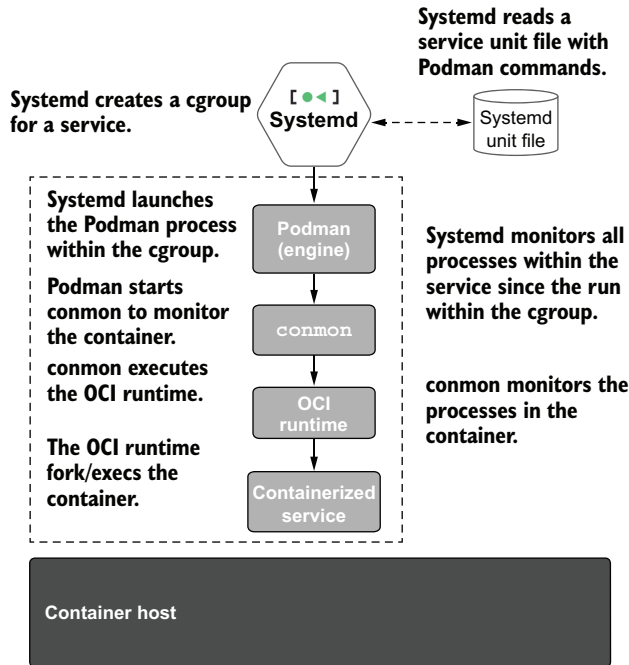 Systemd reads a
service unit file with
Podman commands.
Systemd creates a cgroup
for a service.
[●◄]
Systemd
Systemd
unit file
Systemd launches
the Podman process
within the cgroup.
Podman
(engine)
Systemd monitors all
processes within the
service since the run
within the cgroup.
Podman starts
conmon to monitor
the container.
conmon
conmon executes
the OCI runtime.
OCI
runtime
conmon monitors the
processes in the
container.
The OCI runtime
fork/execs the
container.
Containerized
service
Container host